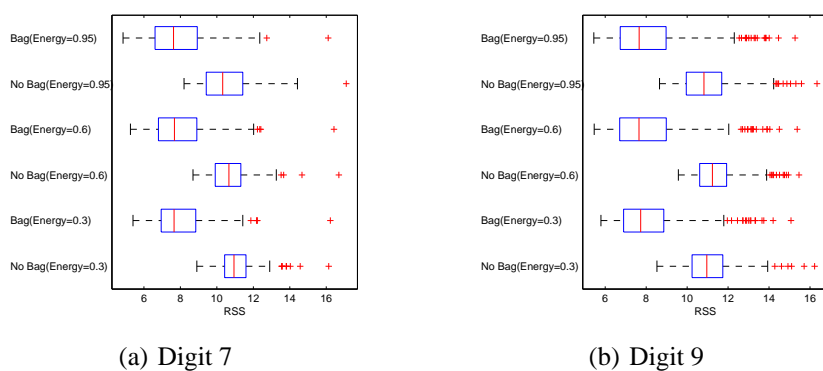 Bag(Energy=0.95)
No Bag(Energy=0.95)
Bag(Energy=0.6)
No Bag(Energy=0.6)
Bag(Energy=0.3)
No Bag(Energy=0.3)
6 8 10 12 14 16
RSS
(a) Digit 7
Bag(Energy=0.95)
No Bag(Energy=0.95)
Bag(Energy=0.6)
No Bag(Energy=0.6)
Bag(Energy=0.3)
No Bag(Energy=0.3)
6 8 10 12 14 16
RSS
(b) Digit 9